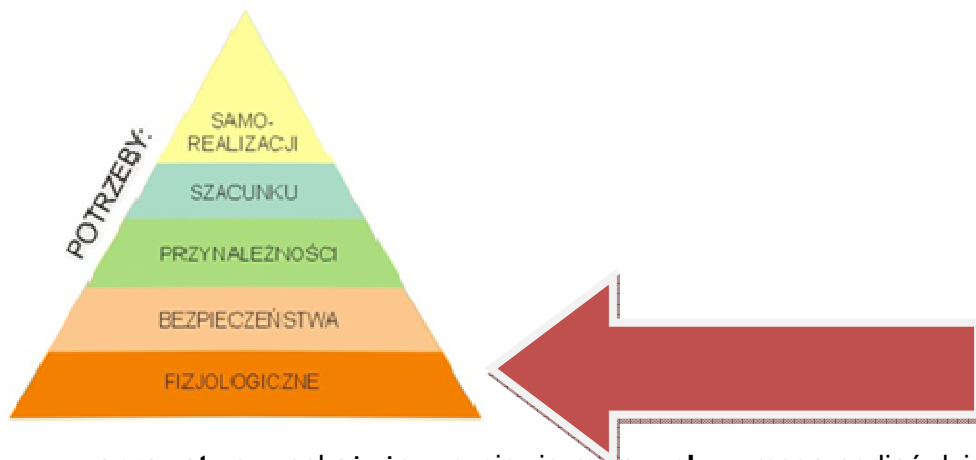 POTRZEBY:
SAMO-
REALIZACJI
SZACUNKU
PRZYNALEŻNOŚCI
BEZPIECZEŃSTWA
FIZJOLOGICZNE